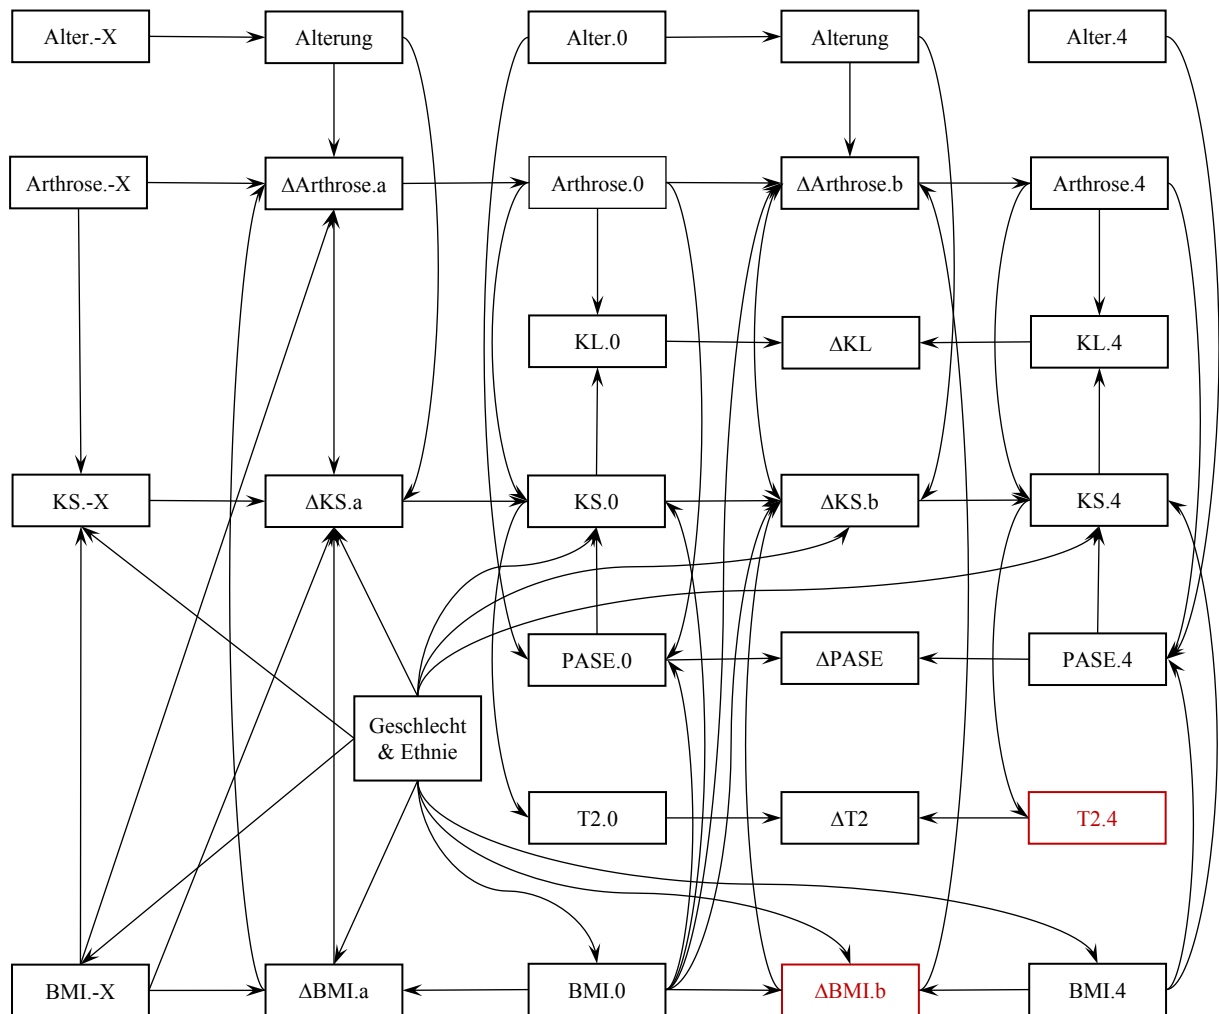 Alter.-X
Alterung
Alter.0
Alterung
Alter.4
Arthrose.-X
ΔArthrose.a
Arthrose.0
ΔArthrose.b
Arthrose.4
KL.0
ΔKL
KL.4
KS.-X
ΔKS.a
KS.0
ΔKS.b
KS.4
PASE.0
ΔPASE
PASE.4
Geschlecht
& Ethnie
T2.0
ΔT2
T2.4
BMI.-X
ΔBMI.a
BMI.0
ΔBMI.b
BMI.4